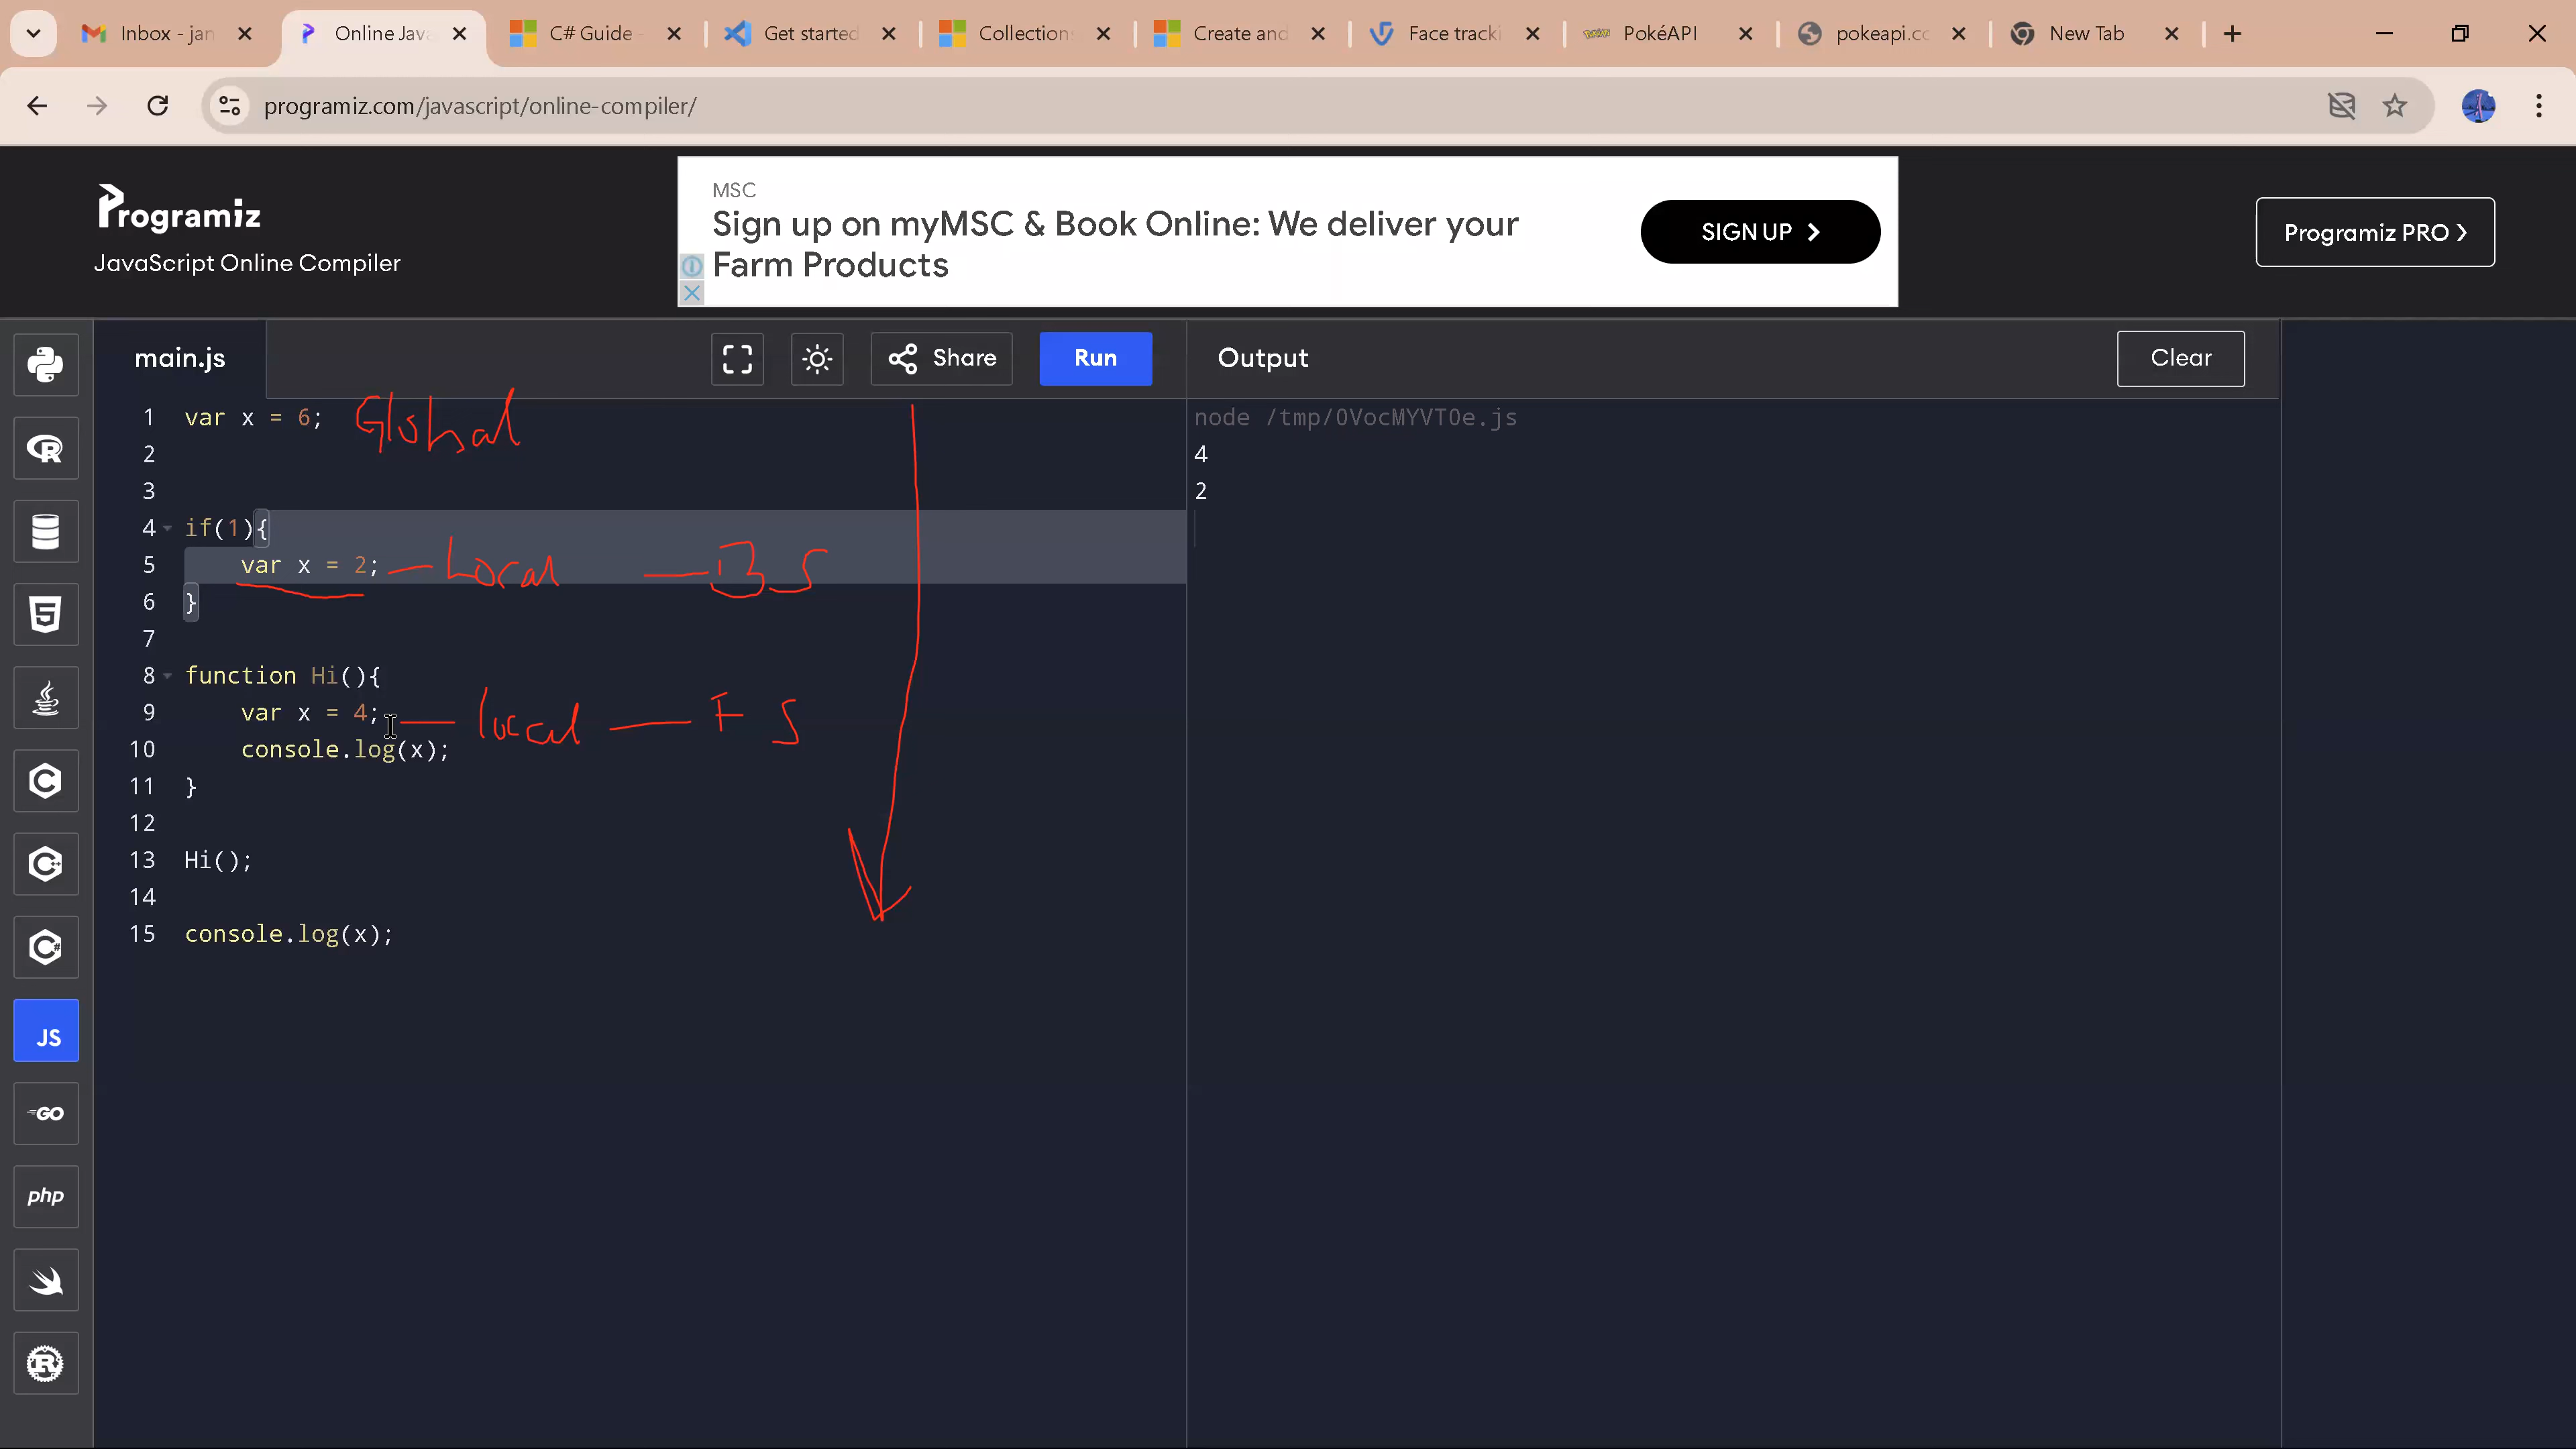 Inbox - jan
Online Java
C# Guide -
Get started
Collection
Create and
Face tracki
PokéAPI
pokeapi.co
New Tab
programiz.com/javascript/online-compiler/
Programiz
JavaScript Online Compiler
MSC
Sign up on myMSC & Book Online: We deliver your
Farm Products
SIGN UP
Programiz PRO
main.js
Share
Run
Output
Clear
1 var x = 6; Global
2
3
4 if(1){
5 var x = 2; — Local — B S
6 }
7
8 function Hi(){
9 var x = 4; — local — F S
10 console.log(x);
11 }
12
13 Hi();
14
15 console.log(x);
node /tmp/0VocMYVT0e.js
4
2
R
5
C
C++
C#
JS
GO
php
R